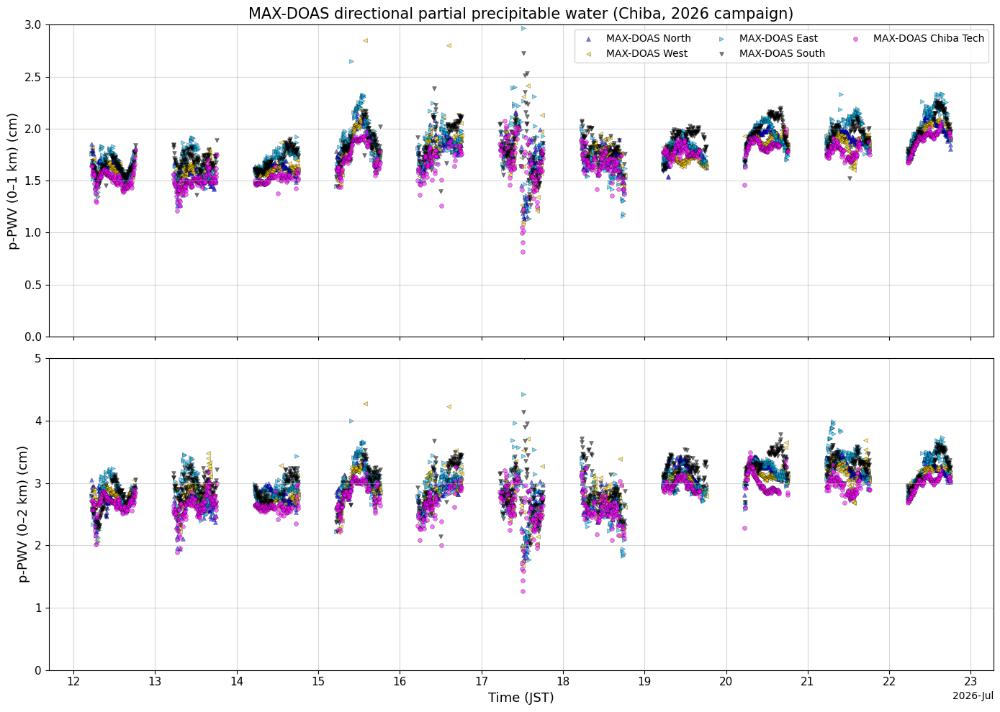 MAX-DOAS directional partial precipitable water (Chiba, 2026 campaign)
p-PWV (0–1 km) (cm)
3.0
2.5
2.0
1.5
1.0
0.5
0.0
MAX-DOAS North
MAX-DOAS West
MAX-DOAS East
MAX-DOAS South
MAX-DOAS Chiba Tech
p-PWV (0–2 km) (cm)
5
4
3
2
1
0
12 13 14 15 16 17 18 19 20 21 22 23
Time (JST)
2026-Jul